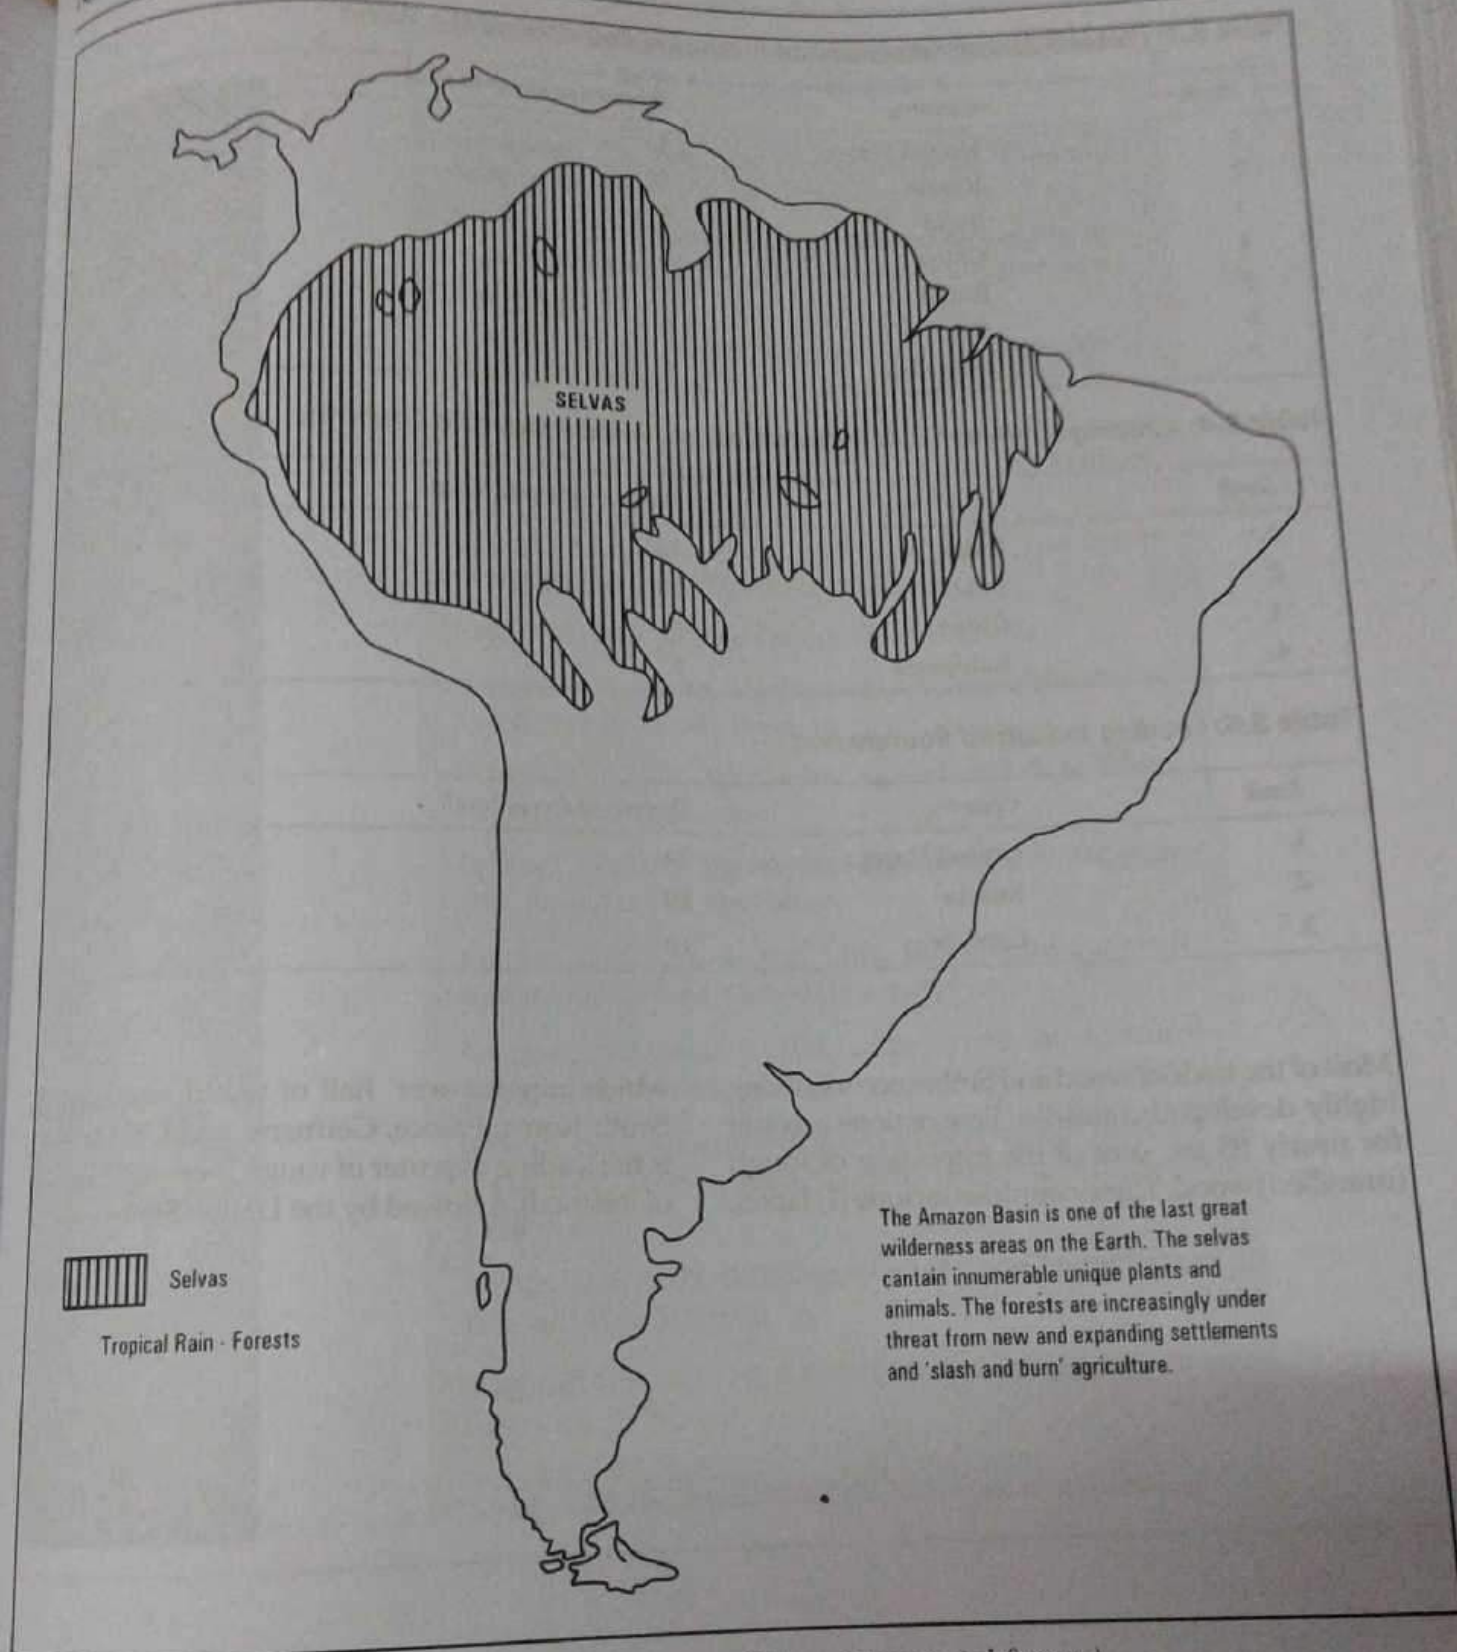 SELVAS
The Amazon Basin is one of the last great
wilderness areas on the Earth. The selvas
cantain innumerable unique plants and
animals. The forests are increasingly under
threat from new and expanding settlements
and 'slash and burn' agriculture.
Selvas
Tropical Rain - Forests